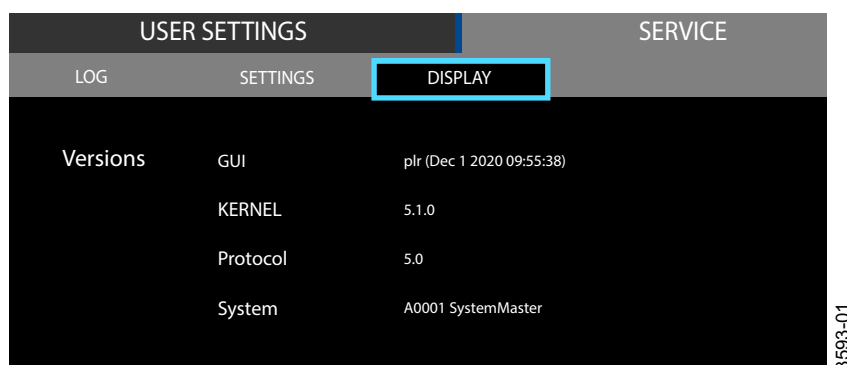 USER SETTINGS SERVICE
LOG SETTINGS DISPLAY
Versions GUI plr (Dec 1 2020 09:55:38)
KERNEL 5.1.0
Protocol 5.0
System A0001 SystemMaster